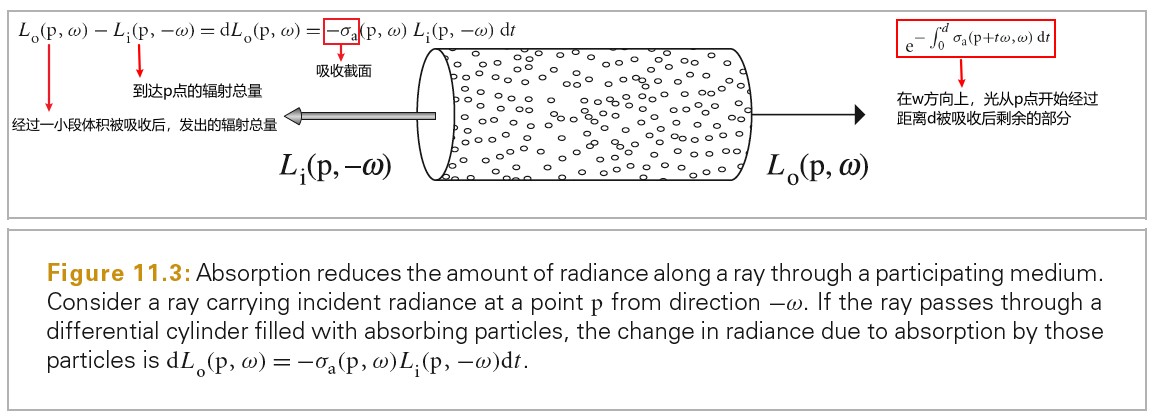 Lₒ(p, ω) − Lᵢ(p, −ω) = dLₒ(p, ω) = −σₐ(p, ω) Lᵢ(p, −ω) dt
e^{− ∫₀ᵈ σₐ(p+tω,ω) dt}
吸收截面
到达p点的辐射总量
经过一小段体积被吸收后，发出的辐射总量
在w方向上，光从p点开始经过
距离d被吸收后剩余的部分
Lᵢ(p, −ω)
Lₒ(p, ω)
Figure 11.3: Absorption reduces the amount of radiance along a ray through a participating medium.
Consider a ray carrying incident radiance at a point p from direction −ω. If the ray passes through a
differential cylinder filled with absorbing particles, the change in radiance due to absorption by those
particles is dLₒ(p, ω) = −σₐ(p, ω)Lᵢ(p, −ω)dt.